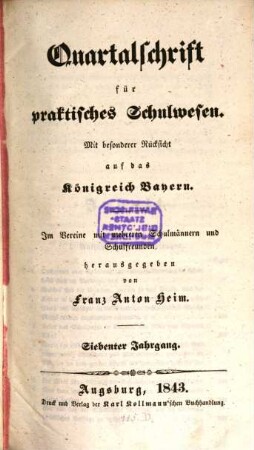 Quartalschrift
für
praktisches Schulwesen.
Mit besonderer Rücksicht
auf das
Königreich Bayern.
Im Vereine mit mehreren Schulmännern und
Schulfreunden
herausgegeben
von
Franz Anton Heim.
Siebenter Jahrgang.
Augsburg, 1843.
Druck und Verlag der Karl Kollmann'schen Buchhandlung.